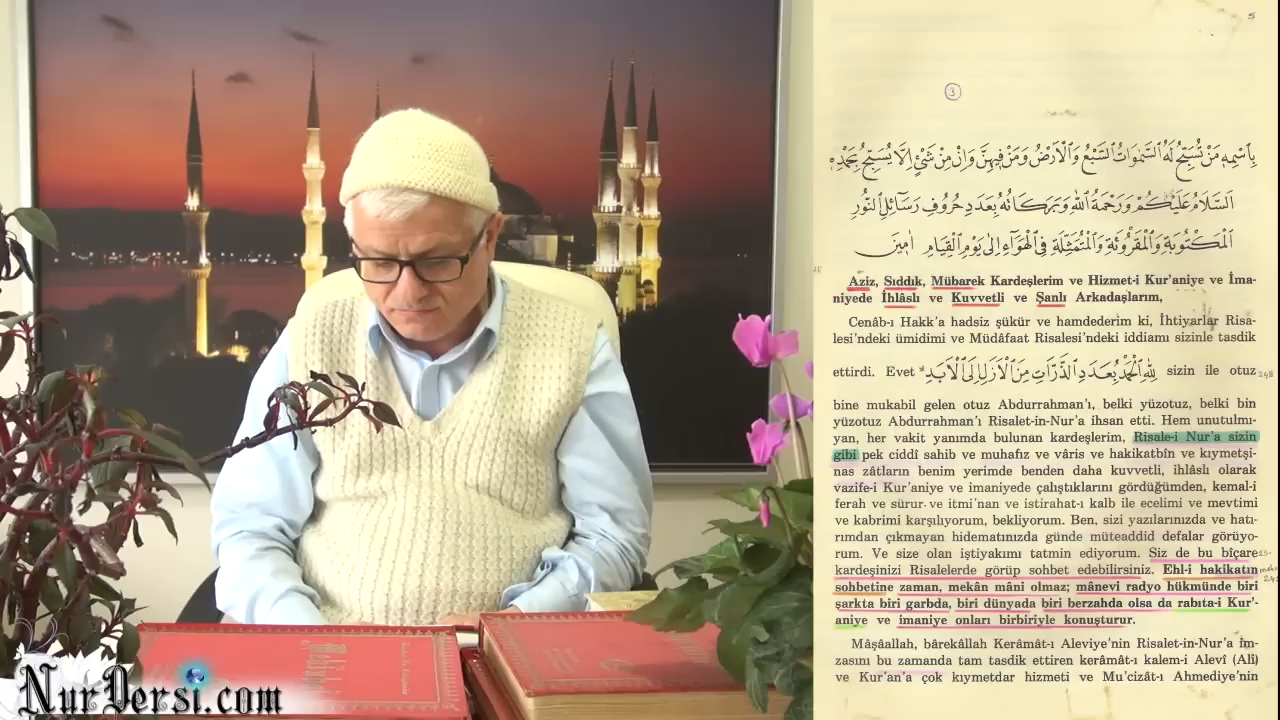 5
3
بِاسْمِهِ مَنْ تُسَبِّحُ لَهُ السَّمٰوَاتُ السَّبْعُ وَالْاَرْضُ وَمَنْ فِيهِنَّ وَاِنْ مِنْ شَىْءٍ اِلَّا يُسَبِّحُ بِحَمْدِهِ
اَلسَّلَامُ عَلَيْكُمْ وَرَحْمَةُ اللّٰهِ وَبَرَكَاتُهُ بِعَدَدِ حُرُوفِ رَسَائِلِ النُّورِ
الْمَكْتُوبَةِ وَالْمَقْرُوئَةِ وَالْمُتَمَثِّلَةِ فِى الْهَوَٓاءِ اِلٰى يَوْمِ الْقِيَامِ اٰمِينَ
Aziz, Sıddık, Mübarek Kardeşlerim ve Hizmet-i Kur'aniye ve İma-
niyede İhlâslı ve Kuvvetli ve Şanlı Arkadaşlarım,
Cenâb-ı Hakk'a hadsiz şükür ve hamdederim ki, İhtiyarlar Risa-
lesi'ndeki ümidimi ve Müdâfaat Risalesi'ndeki iddiamı sizinle tasdik
ettirdi. Evet * لِلّٰهِ الْحَمْدُ بِعَدَدِ الذَّرَّاتِ مِنَ الْاَزَلِ اِلَى الْاَبَدِ sizin ile otuz
bine mukabil gelen otuz Abdurrahman'ı, belki yüzotuz, belki bin
yüzotuz Abdurrahman'ı Risalet-in-Nur'a ihsan etti. Hem unutulmı-
yan, her vakit yanımda bulunan kardeşlerim, Risale-i Nur'a sizin
gibi pek ciddî sahib ve muhafız ve vâris ve hakikatbîn ve kıymetşi-
nas zâtların benim yerimde benden daha kuvvetli, ihlâslı olarak
vazife-i Kur'aniye ve imaniyede çalıştıklarını gördüğümden, kemal-i
ferah ve sürur ve itmi'nan ve istirahat-ı kalb ile ecelimi ve mevtimi
ve kabrimi karşılıyorum, bekliyorum. Ben, sizi yazılarınızda ve hatı-
rımdan çıkmayan hidematınızda günde müteaddid defalar görüyo-
rum. Ve size olan iştiyakımı tatmin ediyorum. Siz de bu bîçare
kardeşinizi Risalelerde görüp sohbet edebilirsiniz. Ehl-i hakikatın
sohbetine zaman, mekân mâni olmaz; mânevi radyo hükmünde biri
şarkta biri garbda, biri dünyada biri berzahda olsa da rabıta-i Kur'-
aniye ve imaniye onları birbiriyle konuşturur.
Mâşaallah, bârekâllah Kerâmât-ı Aleviye'nin Risalet-in-Nur'a im-
zasını bu zamanda tam tasdik ettiren kerâmât-ı kalem-i Alevî (Ali)
ve Kur'an'a çok kıymetdar hizmeti ve Mu'cizât-ı Ahmediye'nin
NurDersi.com